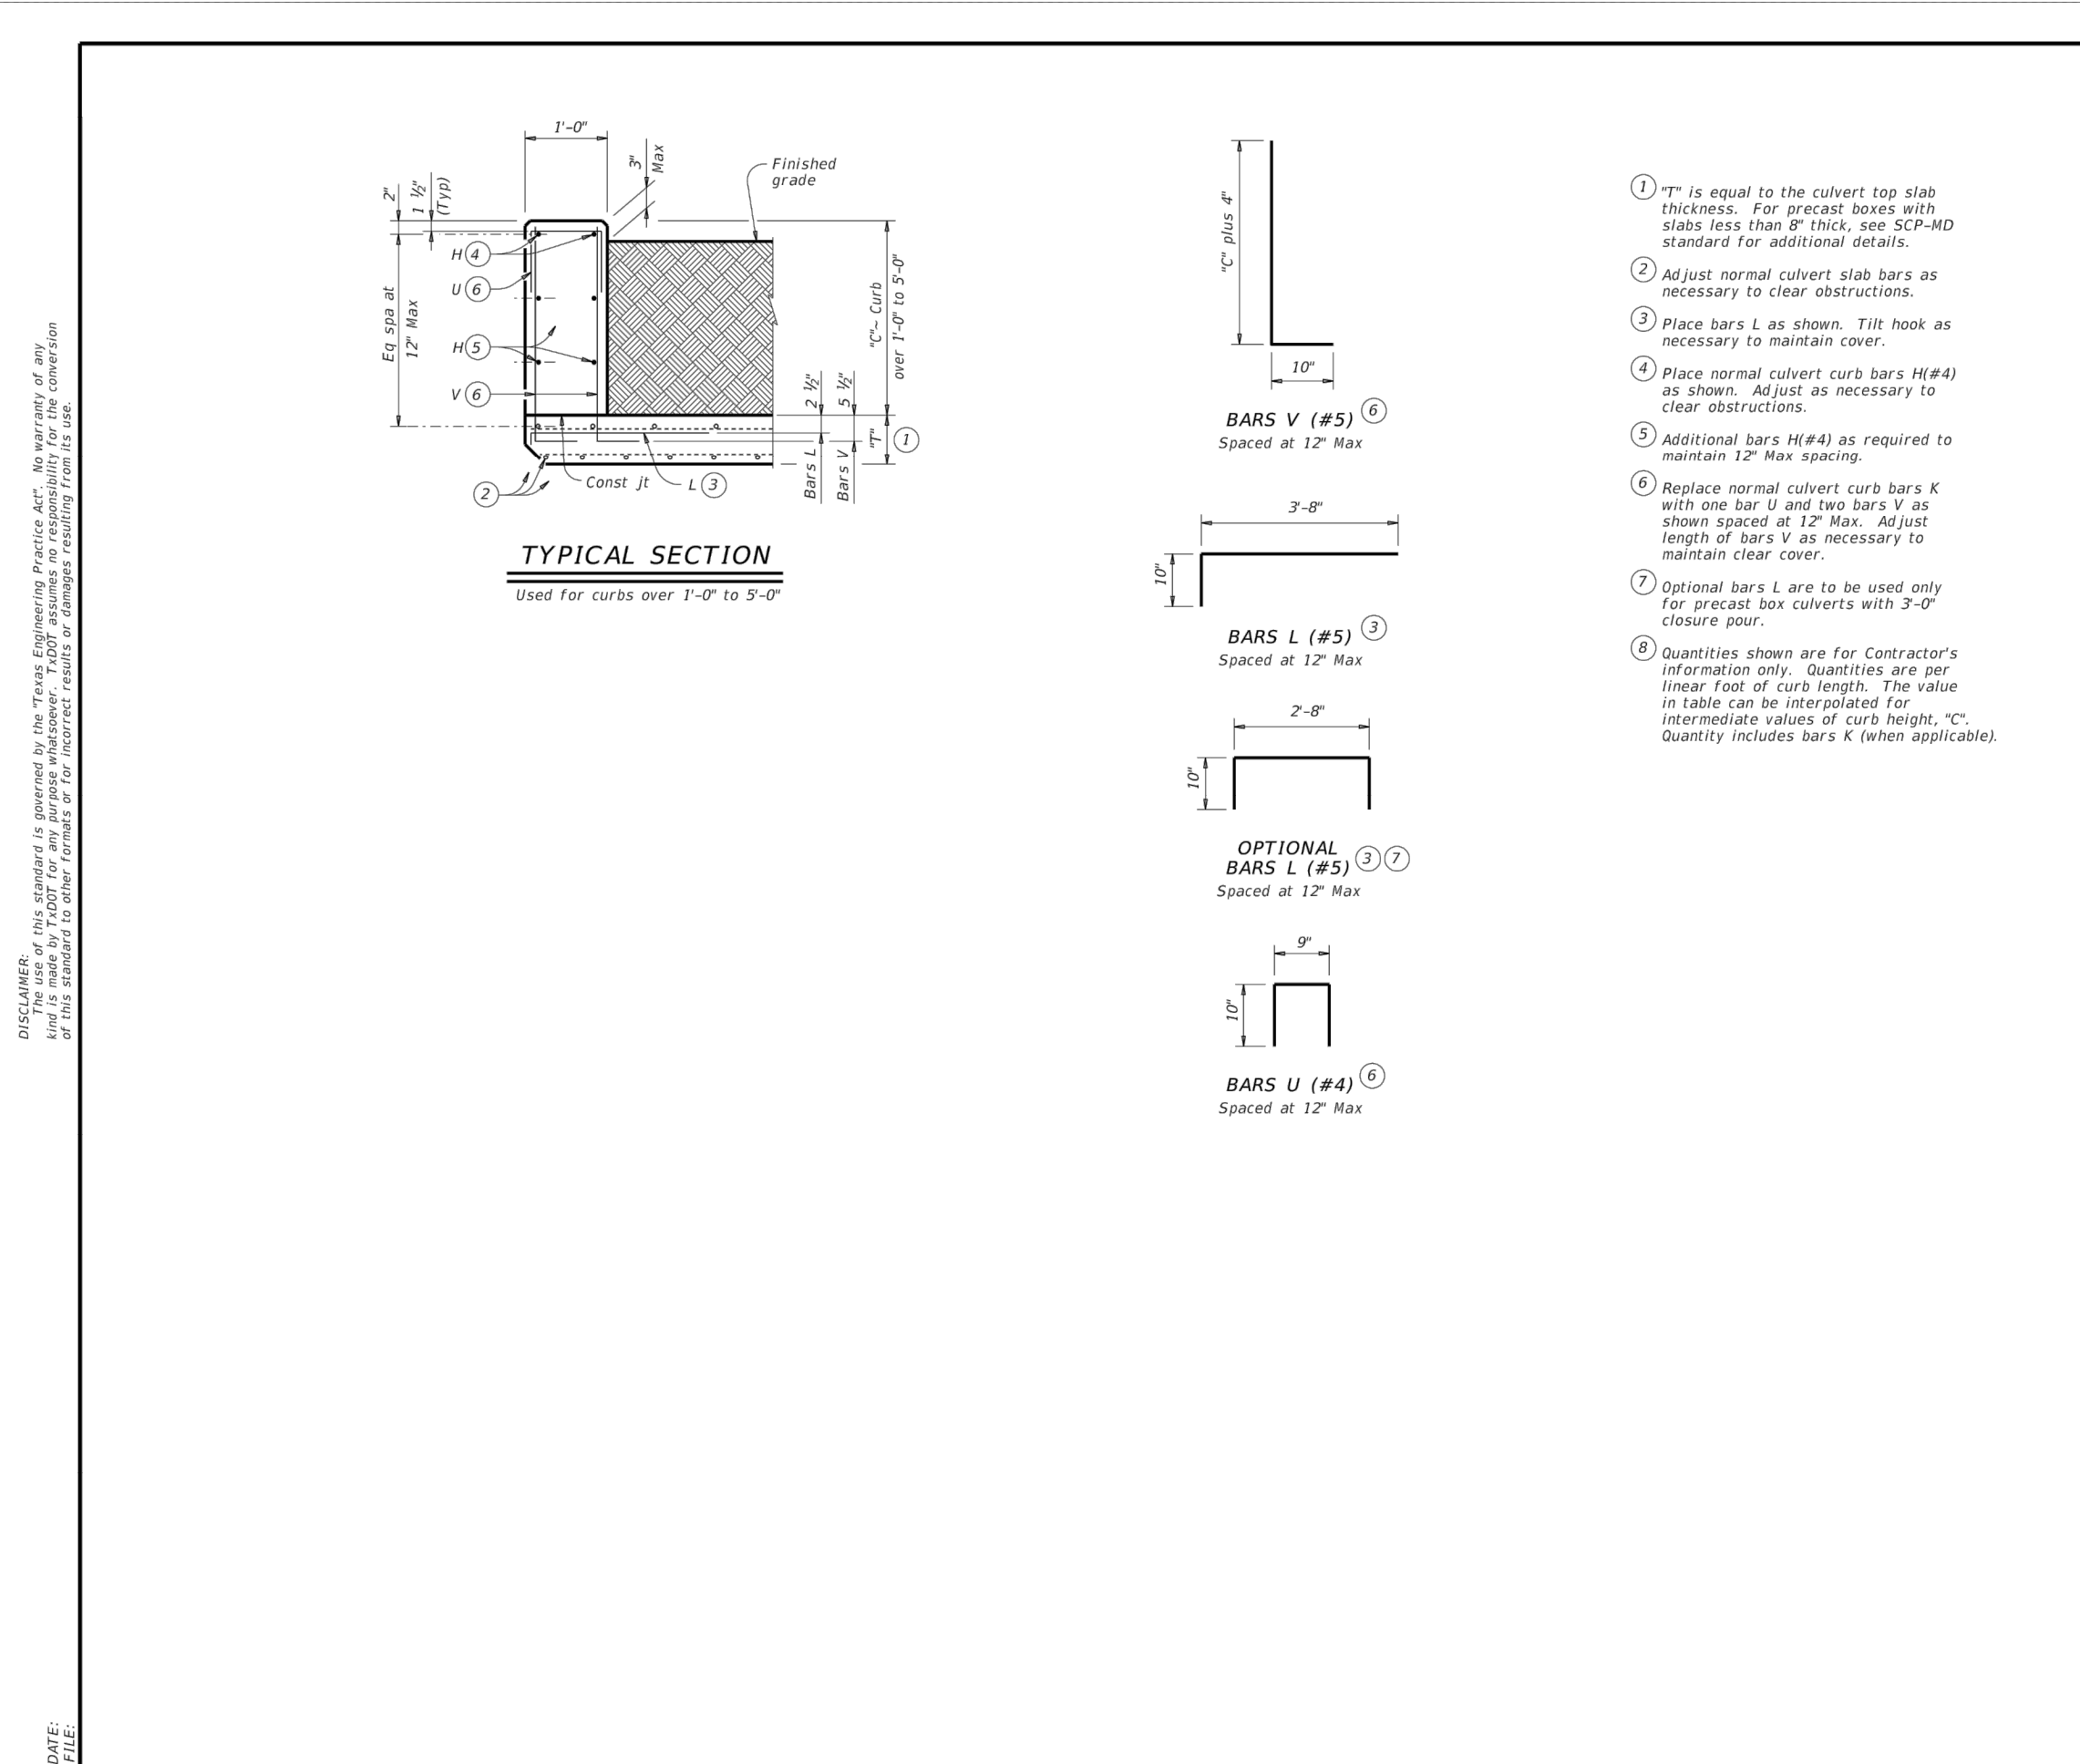 1'-0"
3"
Max
Finished
grade
2"
1 ½"
(Typ)
H 4
U 6
Eq spa at
12" Max
H 5
V 6
"C"~ Curb
over 1'-0" to 5'-0"
2 ½"
5 ½"
"T" 1
Bars L
Bars V
Const jt
L 3
2
TYPICAL SECTION
Used for curbs over 1'-0" to 5'-0"
"C" plus 4"
10"
BARS V (#5) 6
Spaced at 12" Max
3'-8"
10"
BARS L (#5) 3
Spaced at 12" Max
2'-8"
10"
OPTIONAL
BARS L (#5) 3 7
Spaced at 12" Max
9"
10"
BARS U (#4) 6
Spaced at 12" Max
1 "T" is equal to the culvert top slab
thickness. For precast boxes with
slabs less than 8" thick, see SCP-MD
standard for additional details.
2 Adjust normal culvert slab bars as
necessary to clear obstructions.
3 Place bars L as shown. Tilt hook as
necessary to maintain cover.
4 Place normal culvert curb bars H(#4)
as shown. Adjust as necessary to
clear obstructions.
5 Additional bars H(#4) as required to
maintain 12" Max spacing.
6 Replace normal culvert curb bars K
with one bar U and two bars V as
shown spaced at 12" Max. Adjust
length of bars V as necessary to
maintain clear cover.
7 Optional bars L are to be used only
for precast box culverts with 3'-0"
closure pour.
8 Quantities shown are for Contractor's
information only. Quantities are per
linear foot of curb length. The value
in table can be interpolated for
intermediate values of curb height, "C".
Quantity includes bars K (when applicable).
DISCLAIMER:
The use of this standard is governed by the "Texas Engineering Practice Act". No warranty of any
kind is made by TxDOT for any purpose whatsoever. TxDOT assumes no responsibility for the conversion
of this standard to other formats or for incorrect results or damages resulting from its use.
DATE:
FILE: